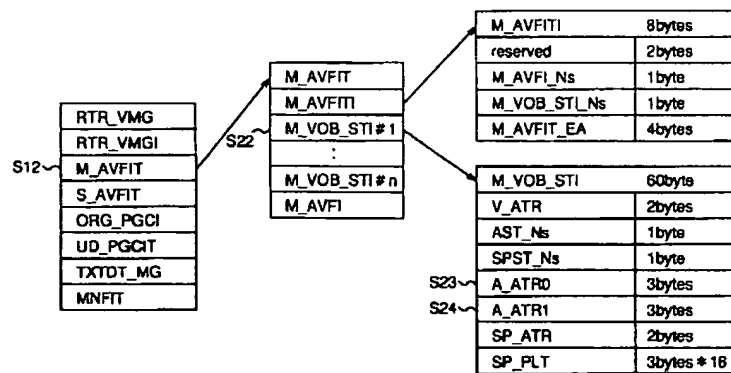 RTR_VMG
RTR_VMGI
S12 M_AVFIT
S_AVFIT
ORG_PGCI
UD_PGCIT
TXTDT_MG
MNFIT
M_AVFIT
M_AVFITI
S22 M_VOB_STI#1
:
M_VOB_STI#n
M_AVFI
M_AVFITI 8bytes
reserved 2bytes
M_AVFI_Ns 1byte
M_VOB_STI_Ns 1byte
M_AVFIT_EA 4bytes
M_VOB_STI 60byte
V_ATR 2bytes
AST_Ns 1byte
SPST_Ns 1byte
S23 A_ATR0 3bytes
S24 A_ATR1 3bytes
SP_ATR 2bytes
SP_PLT 3bytes*16